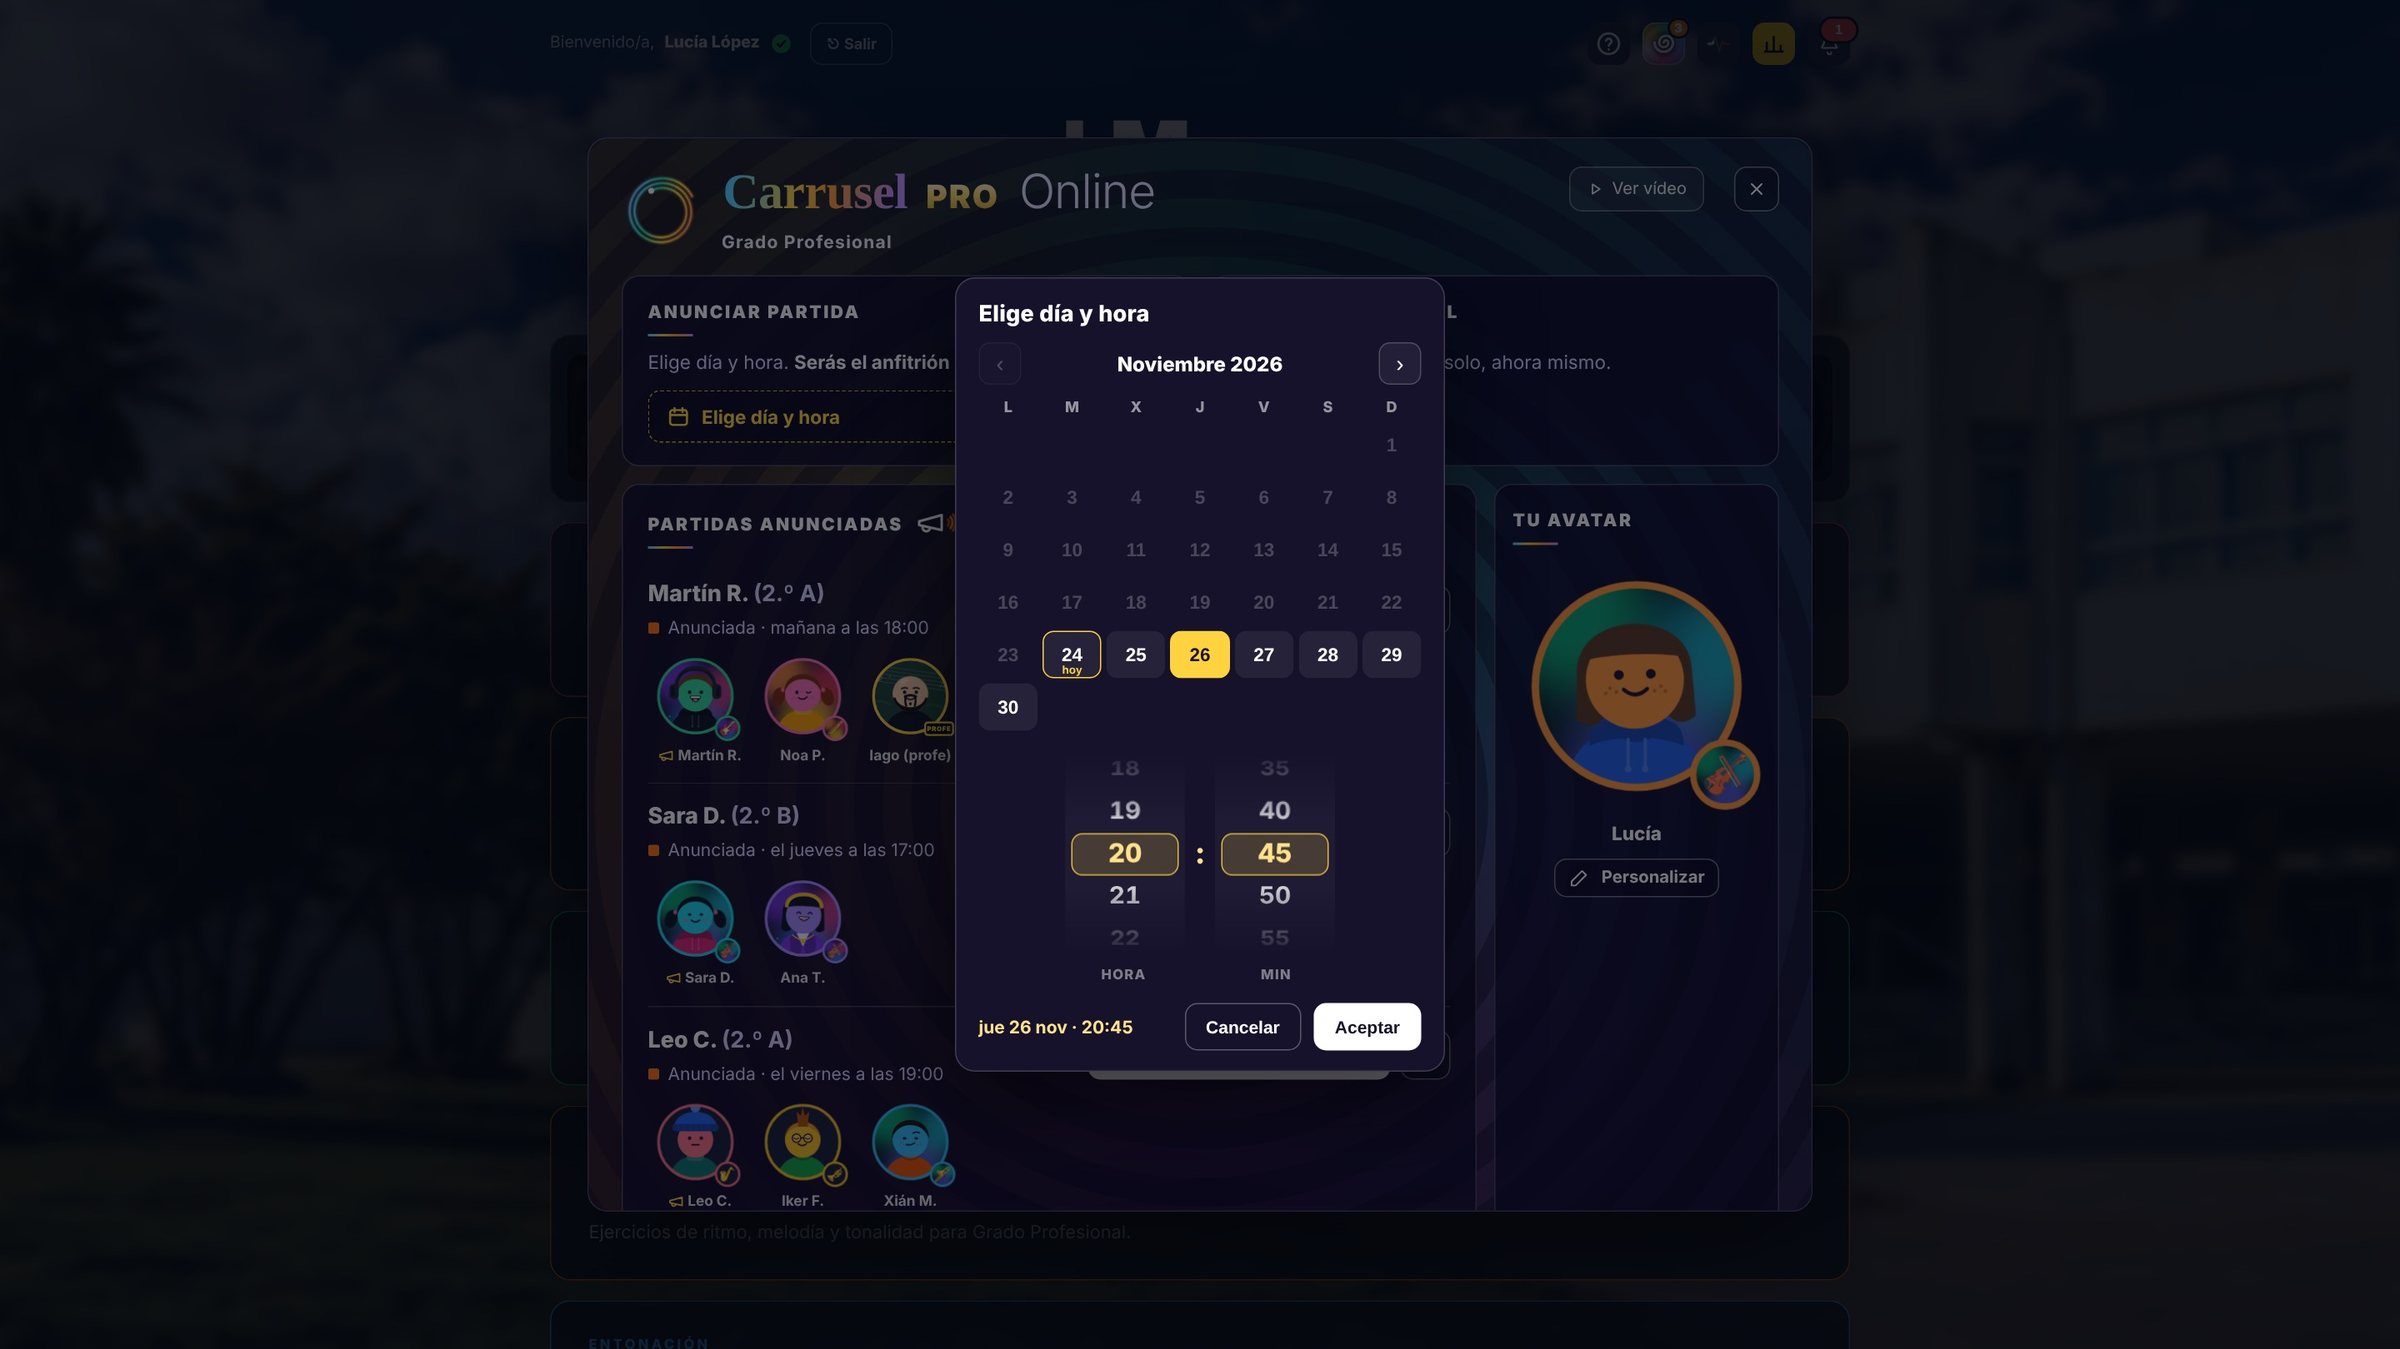 Bienvenido/a, Lucía López
Salir
3
1
Carrusel PRO Online
Grado Profesional
Ver vídeo
ANUNCIAR PARTIDA
Elige día y hora. Serás el anfitrión
solo, ahora mismo.
Elige día y hora
PARTIDAS ANUNCIADAS
Martín R. (2.º A)
Anunciada · mañana a las 18:00
PROFE
Martín R.
Noa P.
Iago (profe)
Sara D. (2.º B)
Anunciada · el jueves a las 17:00
Sara D.
Ana T.
Leo C. (2.º A)
Anunciada · el viernes a las 19:00
Leo C.
Iker F.
Xián M.
TU AVATAR
Lucía
Personalizar
Elige día y hora
‹ Noviembre 2026 ›
L M X J V S D
1
2 3 4 5 6 7 8
9 10 11 12 13 14 15
16 17 18 19 20 21 22
23 24 25 26 27 28 29
hoy
30
18 35
19 40
20 : 45
21 50
22 55
HORA MIN
jue 26 nov · 20:45
Cancelar
Aceptar
Ejercicios de ritmo, melodía y tonalidad para Grado Profesional.
ENTONACIÓN